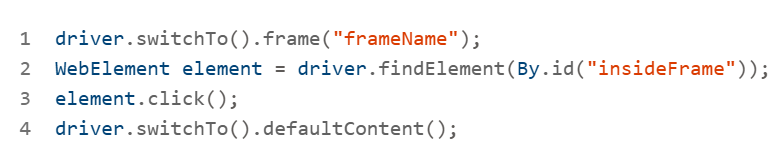 1 driver.switchTo().frame("frameName");
2 WebElement element = driver.findElement(By.id("insideFrame"));
3 element.click();
4 driver.switchTo().defaultContent();